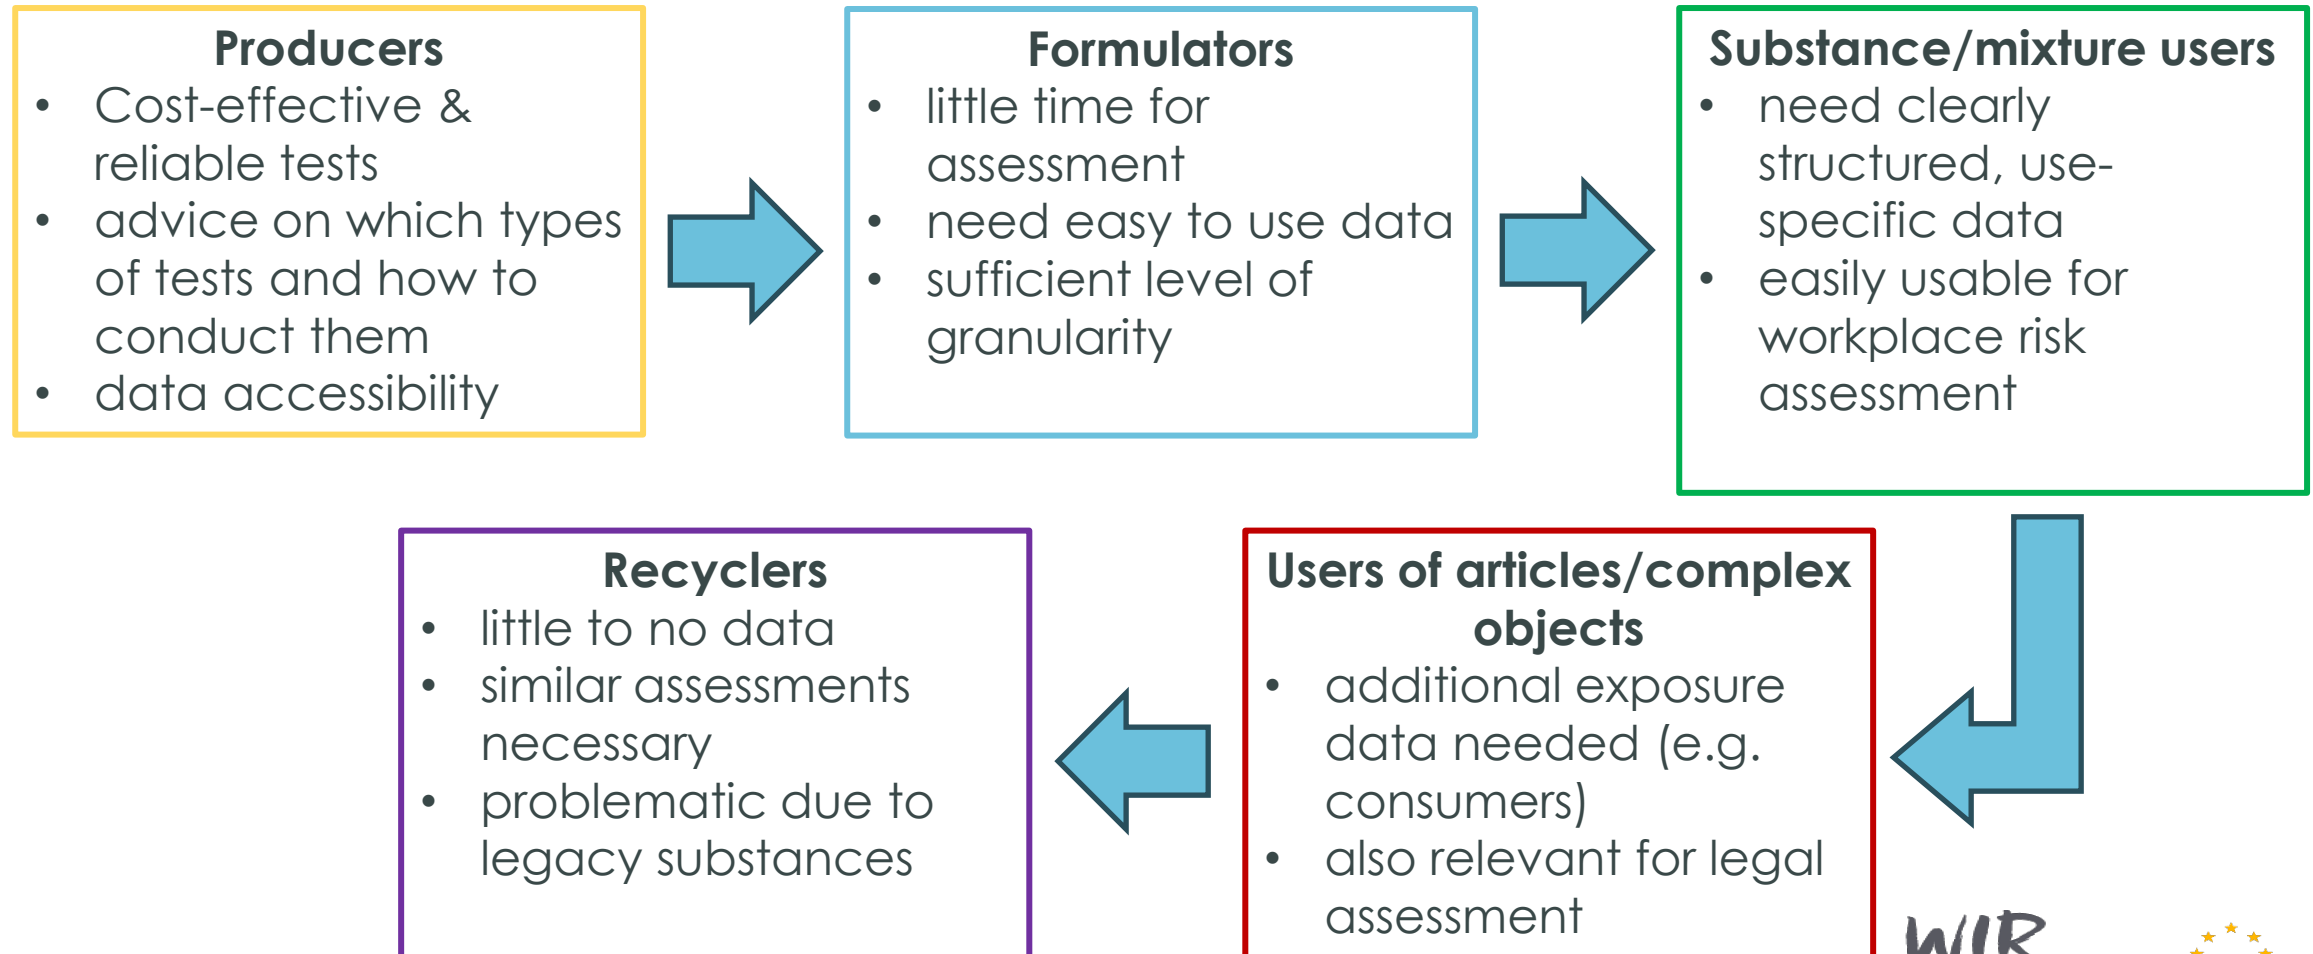 Producers
• Cost-effective &
reliable tests
• advice on which types
of tests and how to
conduct them
• data accessibility
Formulators
• little time for
assessment
• need easy to use data
• sufficient level of
granularity
Substance/mixture users
• need clearly
structured, use-
specific data
• easily usable for
workplace risk
assessment
Users of articles/complex
objects
• additional exposure
data needed (e.g.
consumers)
• also relevant for legal
assessment
Recyclers
• little to no data
• similar assessments
necessary
• problematic due to
legacy substances
WIR